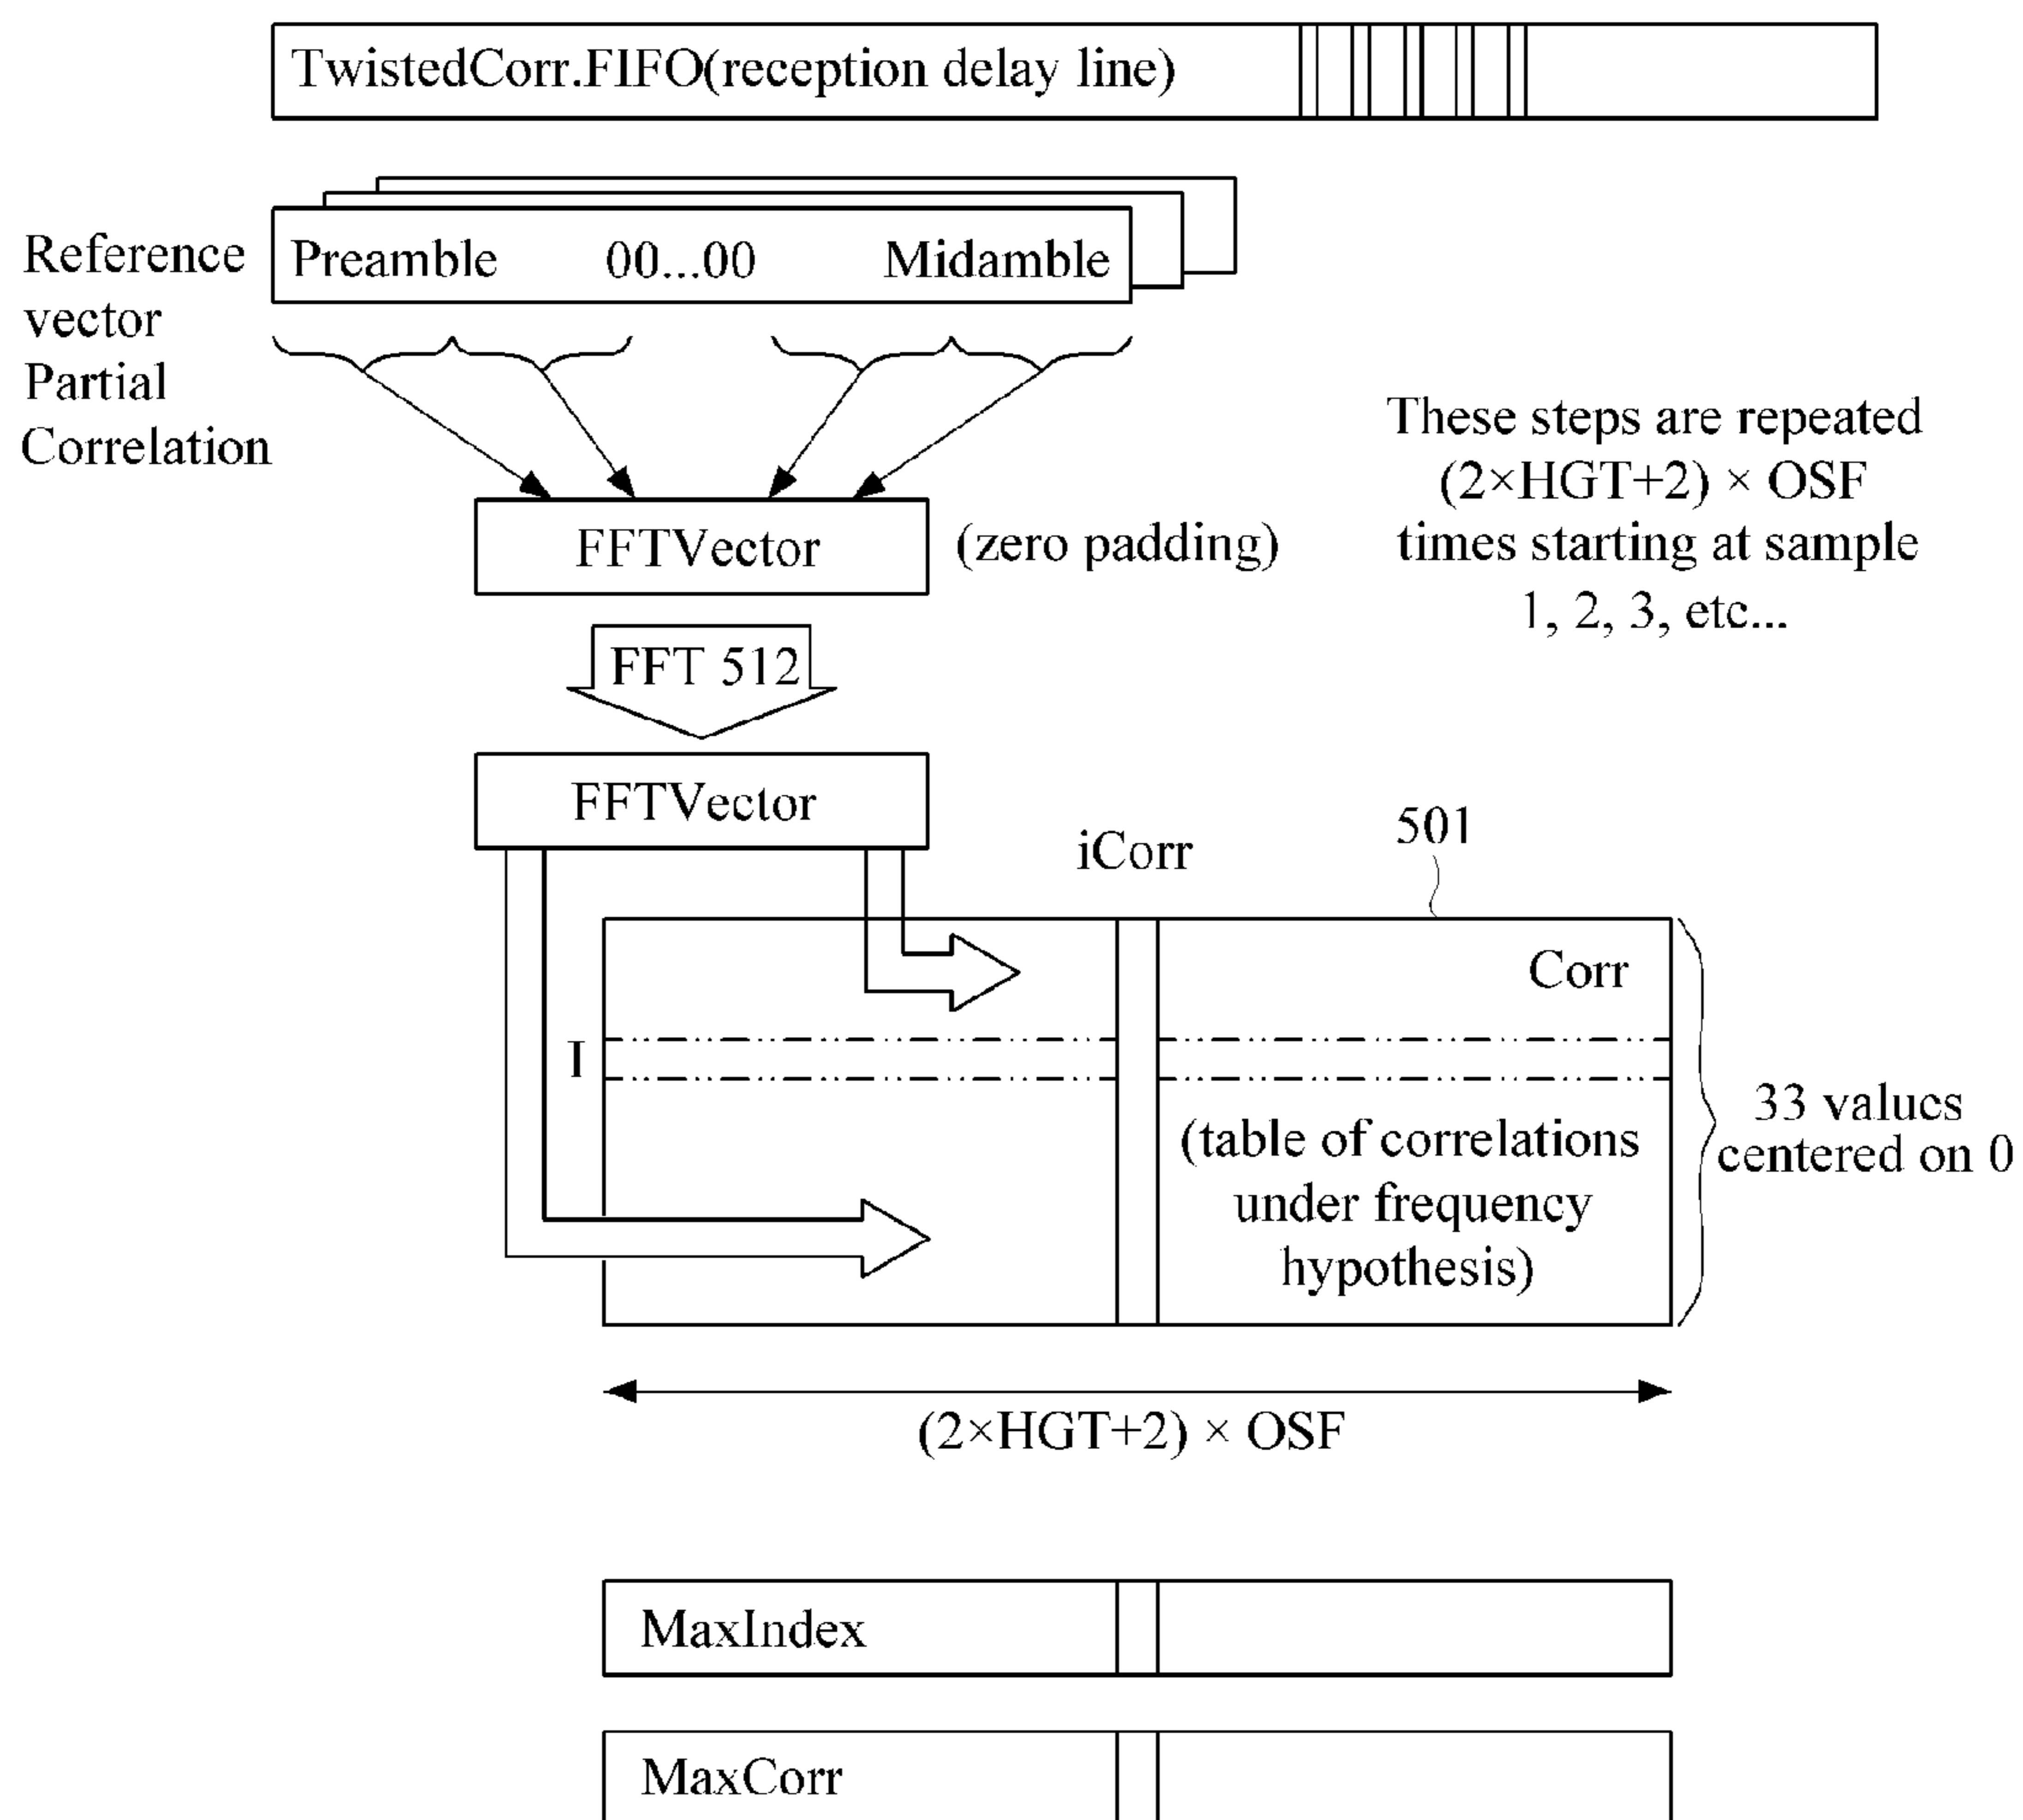 TwistedCorr.FIFO(reception delay line)
Reference
vector
Partial
Correlation
Preamble 00...00 Midamble
These steps are repeated
(2×HGT+2) × OSF
times starting at sample
1, 2, 3, etc...
FFTVector
(zero padding)
FFT 512
FFTVector
iCorr
501
Corr
I
(table of correlations
under frequency
hypothesis)
33 values
centered on 0
(2×HGT+2) × OSF
MaxIndex
MaxCorr